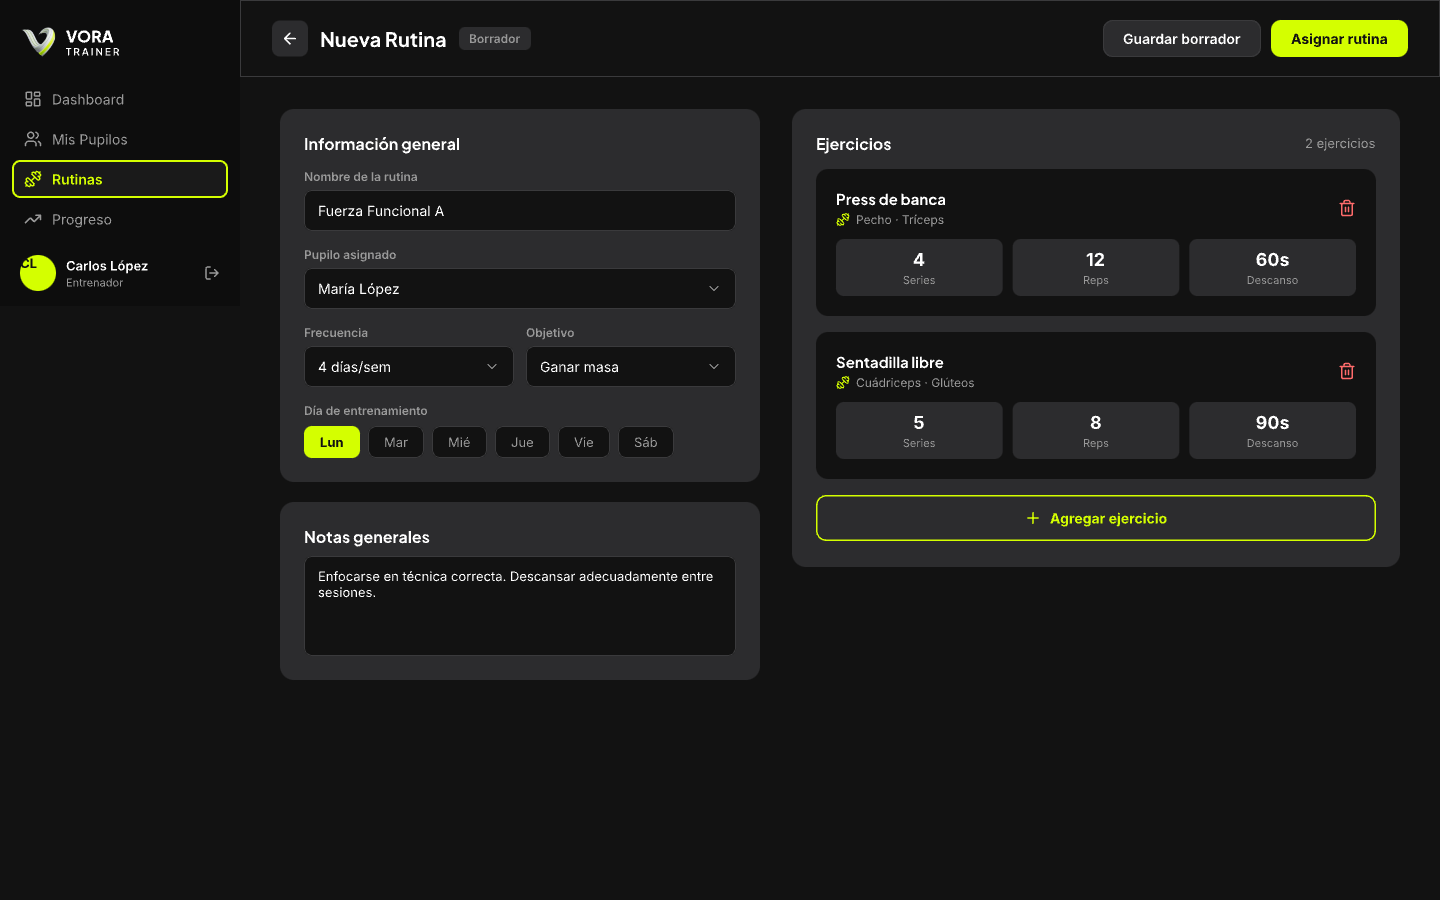 VORA
TRAINER
Dashboard
Mis Pupilos
Rutinas
Progreso
CL
Carlos López
Entrenador
Nueva Rutina
Borrador
Guardar borrador
Asignar rutina
Información general
Nombre de la rutina
Fuerza Funcional A
Pupilo asignado
María López
Frecuencia
Objetivo
4 días/sem
Ganar masa
Día de entrenamiento
Lun
Mar
Mié
Jue
Vie
Sáb
Notas generales
Enfocarse en técnica correcta. Descansar adecuadamente entre
sesiones.
Ejercicios
2 ejercicios
Press de banca
Pecho · Tríceps
4
Series
12
Reps
60s
Descanso
Sentadilla libre
Cuádriceps · Glúteos
5
Series
8
Reps
90s
Descanso
Agregar ejercicio